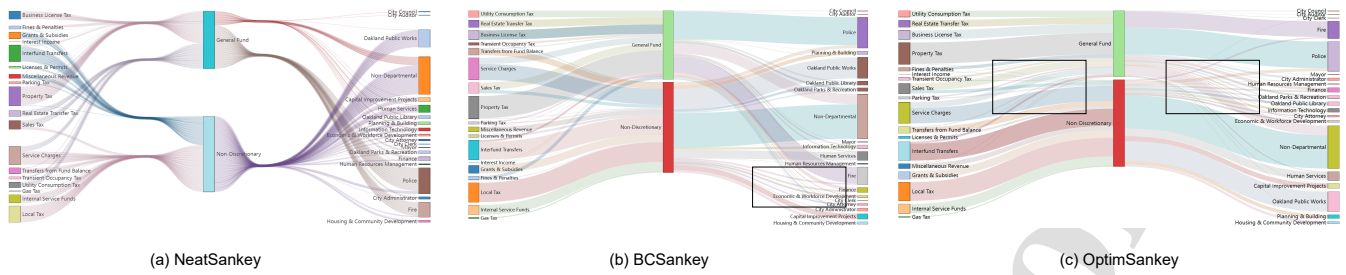 Business License Tax
Fines & Penalties
Grants & Subsidies
Interest Income
Interfund Transfers
Licenses & Permits
Miscellaneous Revenue
Parking Tax
Property Tax
Real Estate Transfer Tax
Sales Tax
Service Charges
Transfers from Fund Balance
Transient Occupancy Tax
Utility Consumption Tax
Gas Tax
Internal Service Funds
Local Tax
General Fund
Non-Discretionary
City Council
City Auditor
Oakland Public Works
Non-Departmental
Capital Improvement Projects
Human Services
Oakland Public Library
Planning & Building
Information Technology
Economic & Workforce Development
City Attorney
City Clerk
Mayor
Oakland Parks & Recreation
Finance
Human Resources Management
Police
City Administrator
Fire
Housing & Community Development
(a) NeatSankey
Utility Consumption Tax
Real Estate Transfer Tax
Business License Tax
Transient Occupancy Tax
Transfers from Fund Balance
Service Charges
Sales Tax
Property Tax
Parking Tax
Miscellaneous Revenue
Licenses & Permits
Interfund Transfers
Interest Income
Grants & Subsidies
Fines & Penalties
Local Tax
Internal Service Funds
Gas Tax
General Fund
Non-Discretionary
City Council
City Auditor
Police
Planning & Building
Oakland Public Works
Oakland Public Library
Oakland Parks & Recreation
Non-Departmental
Mayor
Information Technology
Human Services
Human Resources Management
Fire
Finance
Economic & Workforce Development
City Clerk
City Attorney
City Administrator
Capital Improvement Projects
Housing & Community Development
(b) BCSankey
Utility Consumption Tax
Real Estate Transfer Tax
Business License Tax
Property Tax
Fines & Penalties
Interest Income
Transient Occupancy Tax
Sales Tax
Parking Tax
Service Charges
Transfers from Fund Balance
Licenses & Permits
Interfund Transfers
Miscellaneous Revenue
Grants & Subsidies
Local Tax
Internal Service Funds
Gas Tax
General Fund
Non-Discretionary
City Council
City Auditor
City Clerk
Fire
Police
Mayor
City Administrator
Human Resources Management
Finance
Oakland Parks & Recreation
Oakland Public Library
Information Technology
City Attorney
Economic & Workforce Development
Non-Departmental
Human Services
Capital Improvement Projects
Oakland Public Works
Planning & Building
Housing & Community Development
(c) OptimSankey